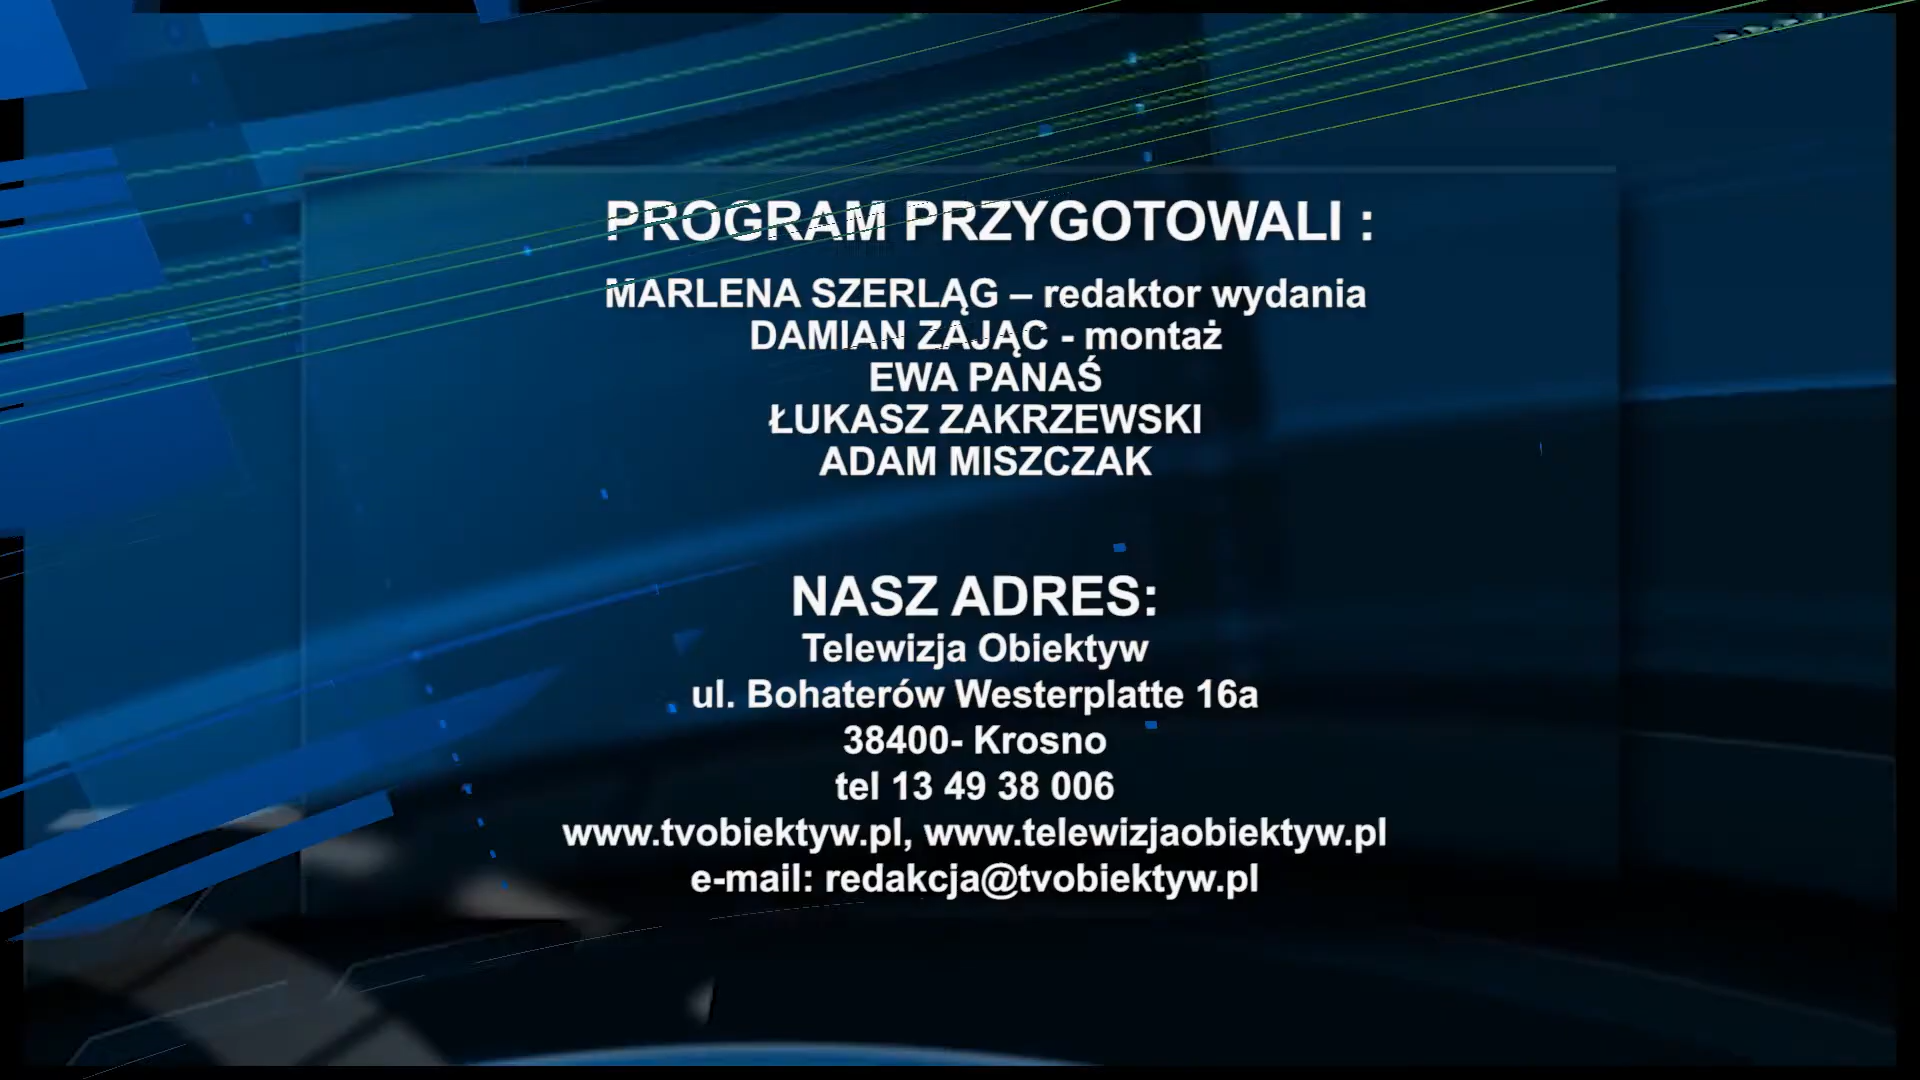 PROGRAM PRZYGOTOWALI :
MARLENA SZERLĄG – redaktor wydania
DAMIAN ZAJĄC - montaż
EWA PANAŚ
ŁUKASZ ZAKRZEWSKI
ADAM MISZCZAK
NASZ ADRES:
Telewizja Obiektyw
ul. Bohaterów Westerplatte 16a
38400- Krosno
tel 13 49 38 006
www.tvobiektyw.pl, www.telewizjaobiektyw.pl
e-mail: redakcja@tvobiektyw.pl